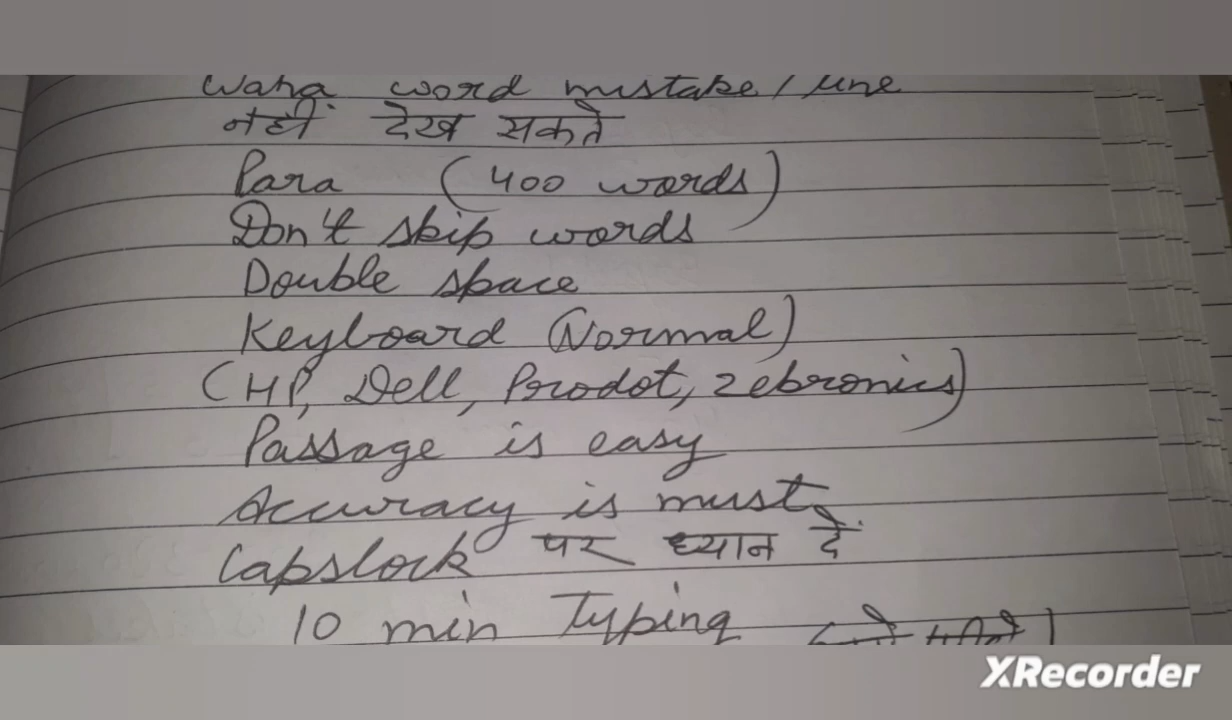 Waha word mistake / line
नहीं देख सकते
Para (400 words)
Don't skip words
Double space
Keyboard (Normal)
(HP, Dell, Prodot, zebronics)
Passage is easy
Accuracy is must
Capslock पर ध्यान दें
10 min Typing
XRecorder